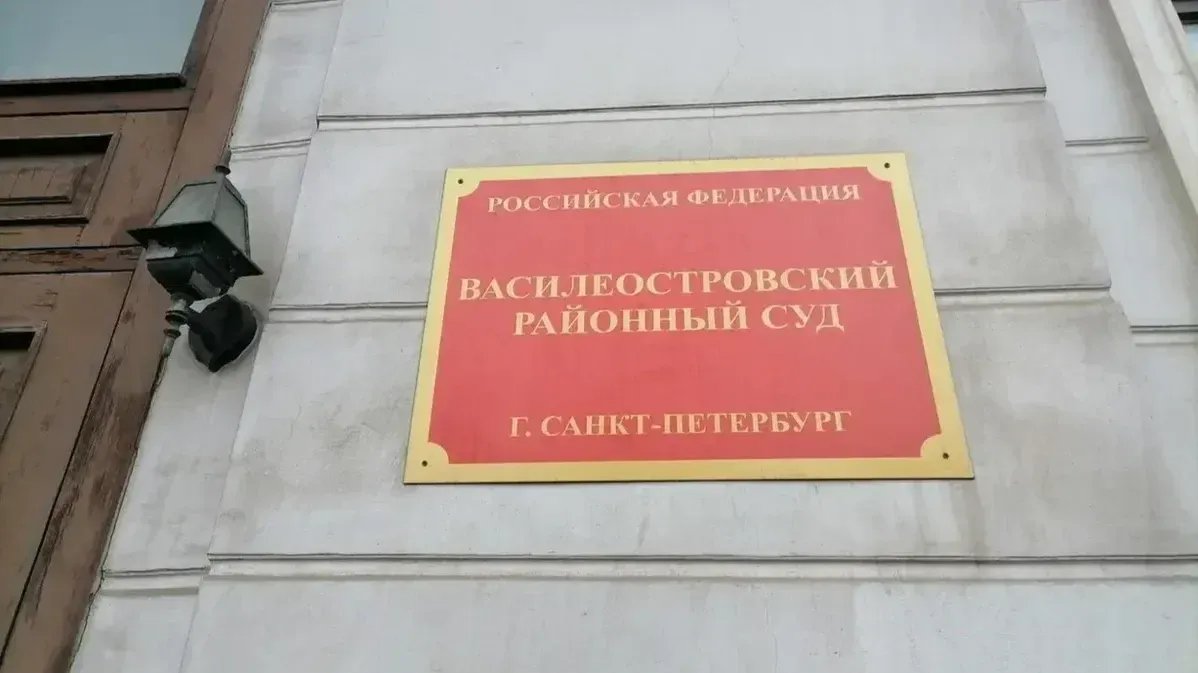 РОССИЙСКАЯ ФЕДЕРАЦИЯ
ВАСИЛЕОСТРОВСКИЙ
РАЙОННЫЙ СУД
Г. САНКТ-ПЕТЕРБУРГ